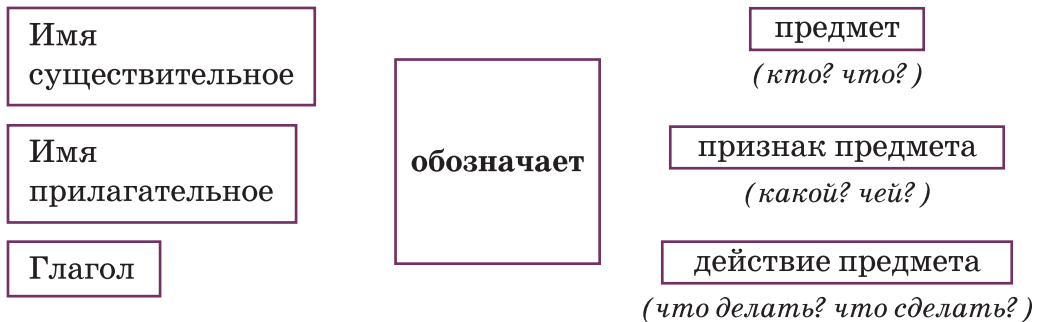 Имя
существительное
Имя
прилагательное
Глагол
обозначает
предмет
(кто? что?)
признак предмета
(какой? чей?)
действие предмета
(что делать? что сделать?)